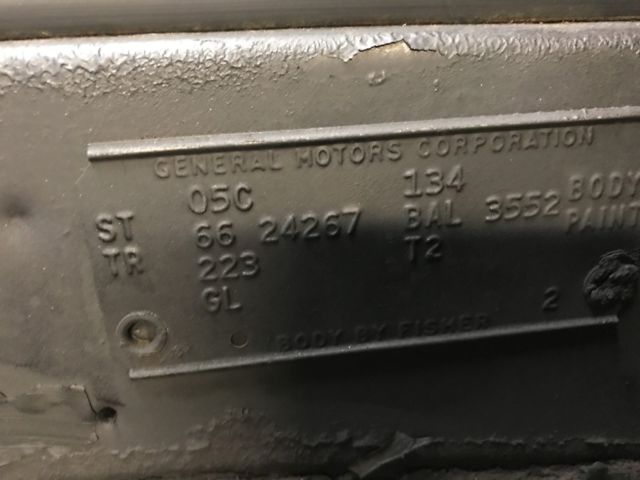 GENERAL MOTORS CORPORATION
05C 134
ST 66 24267 BAL 3552 BODY
TR 223 T2 PAINT
GL 2
BODY BY FISHER